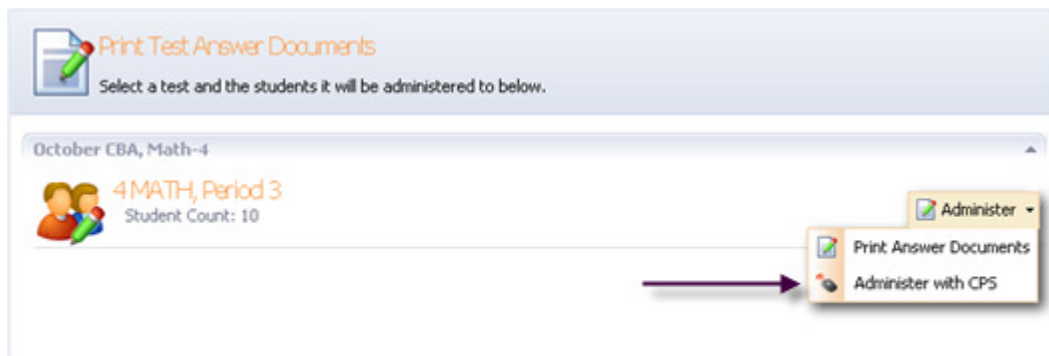 Print Test Answer Documents
Select a test and the students it will be administered to below.
October CBA, Math-4
4 MATH, Period 3
Student Count: 10
Administer
Print Answer Documents
Administer with CPS